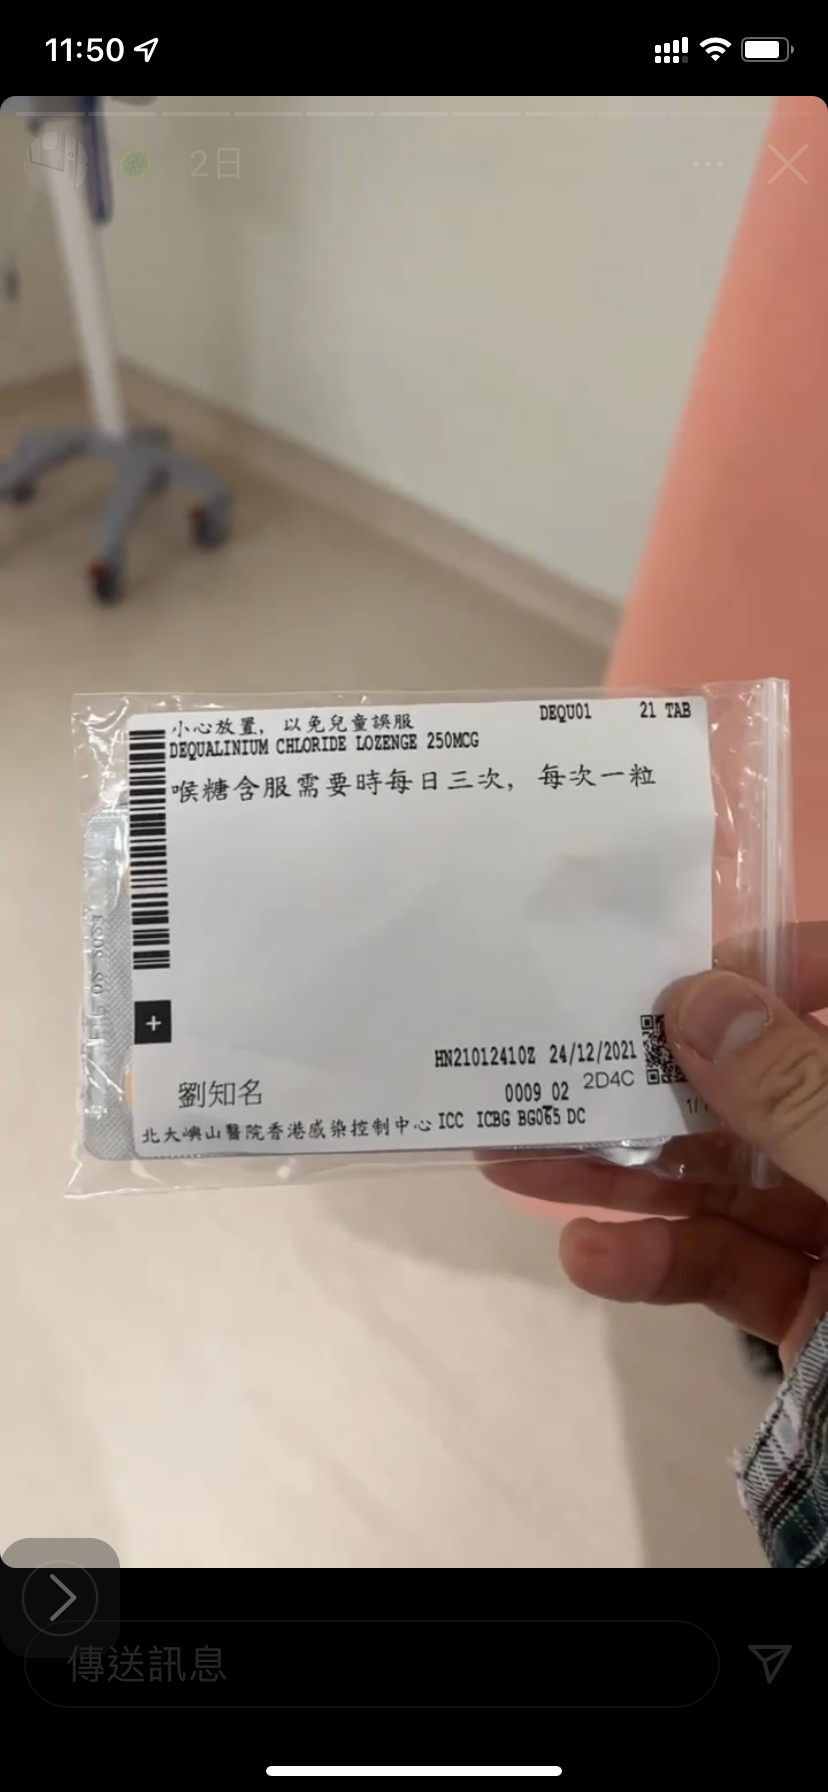 11:50
2日
小心放置, 以免兒童誤服
DEQU01 21 TAB
DEQUALINIUM CHLORIDE LOZENGE 250MCG
喉糖含服需要時每日三次, 每次一粒
HN21012410Z 24/12/2021
劉知名
0009 02 2D4C
1/
北大嶼山醫院香港感染控制中心 ICC ICBG BG065 DC
傳送訊息